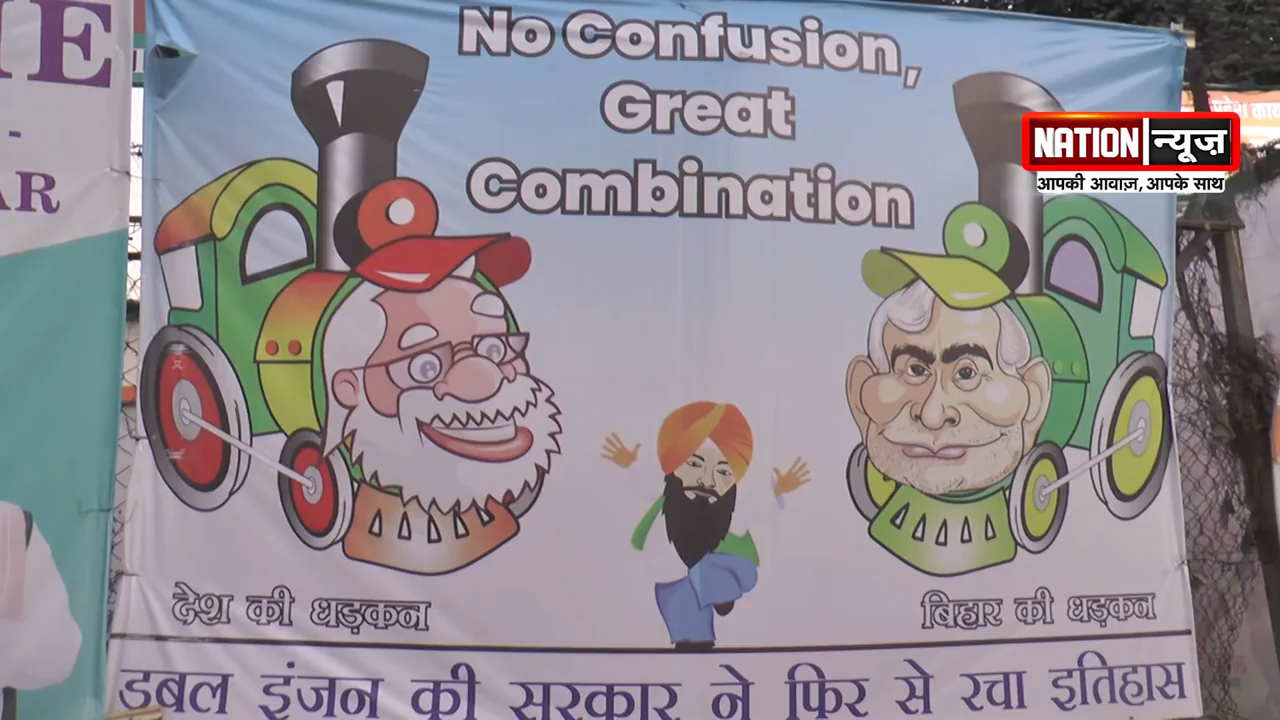 No Confusion,
Great
Combination
NATION न्यूज़
आपकी आवाज़, आपके साथ
देश की धड़कन
बिहार की धड़कन
डबल इंजन की सरकार ने फिर से रचा इतिहास